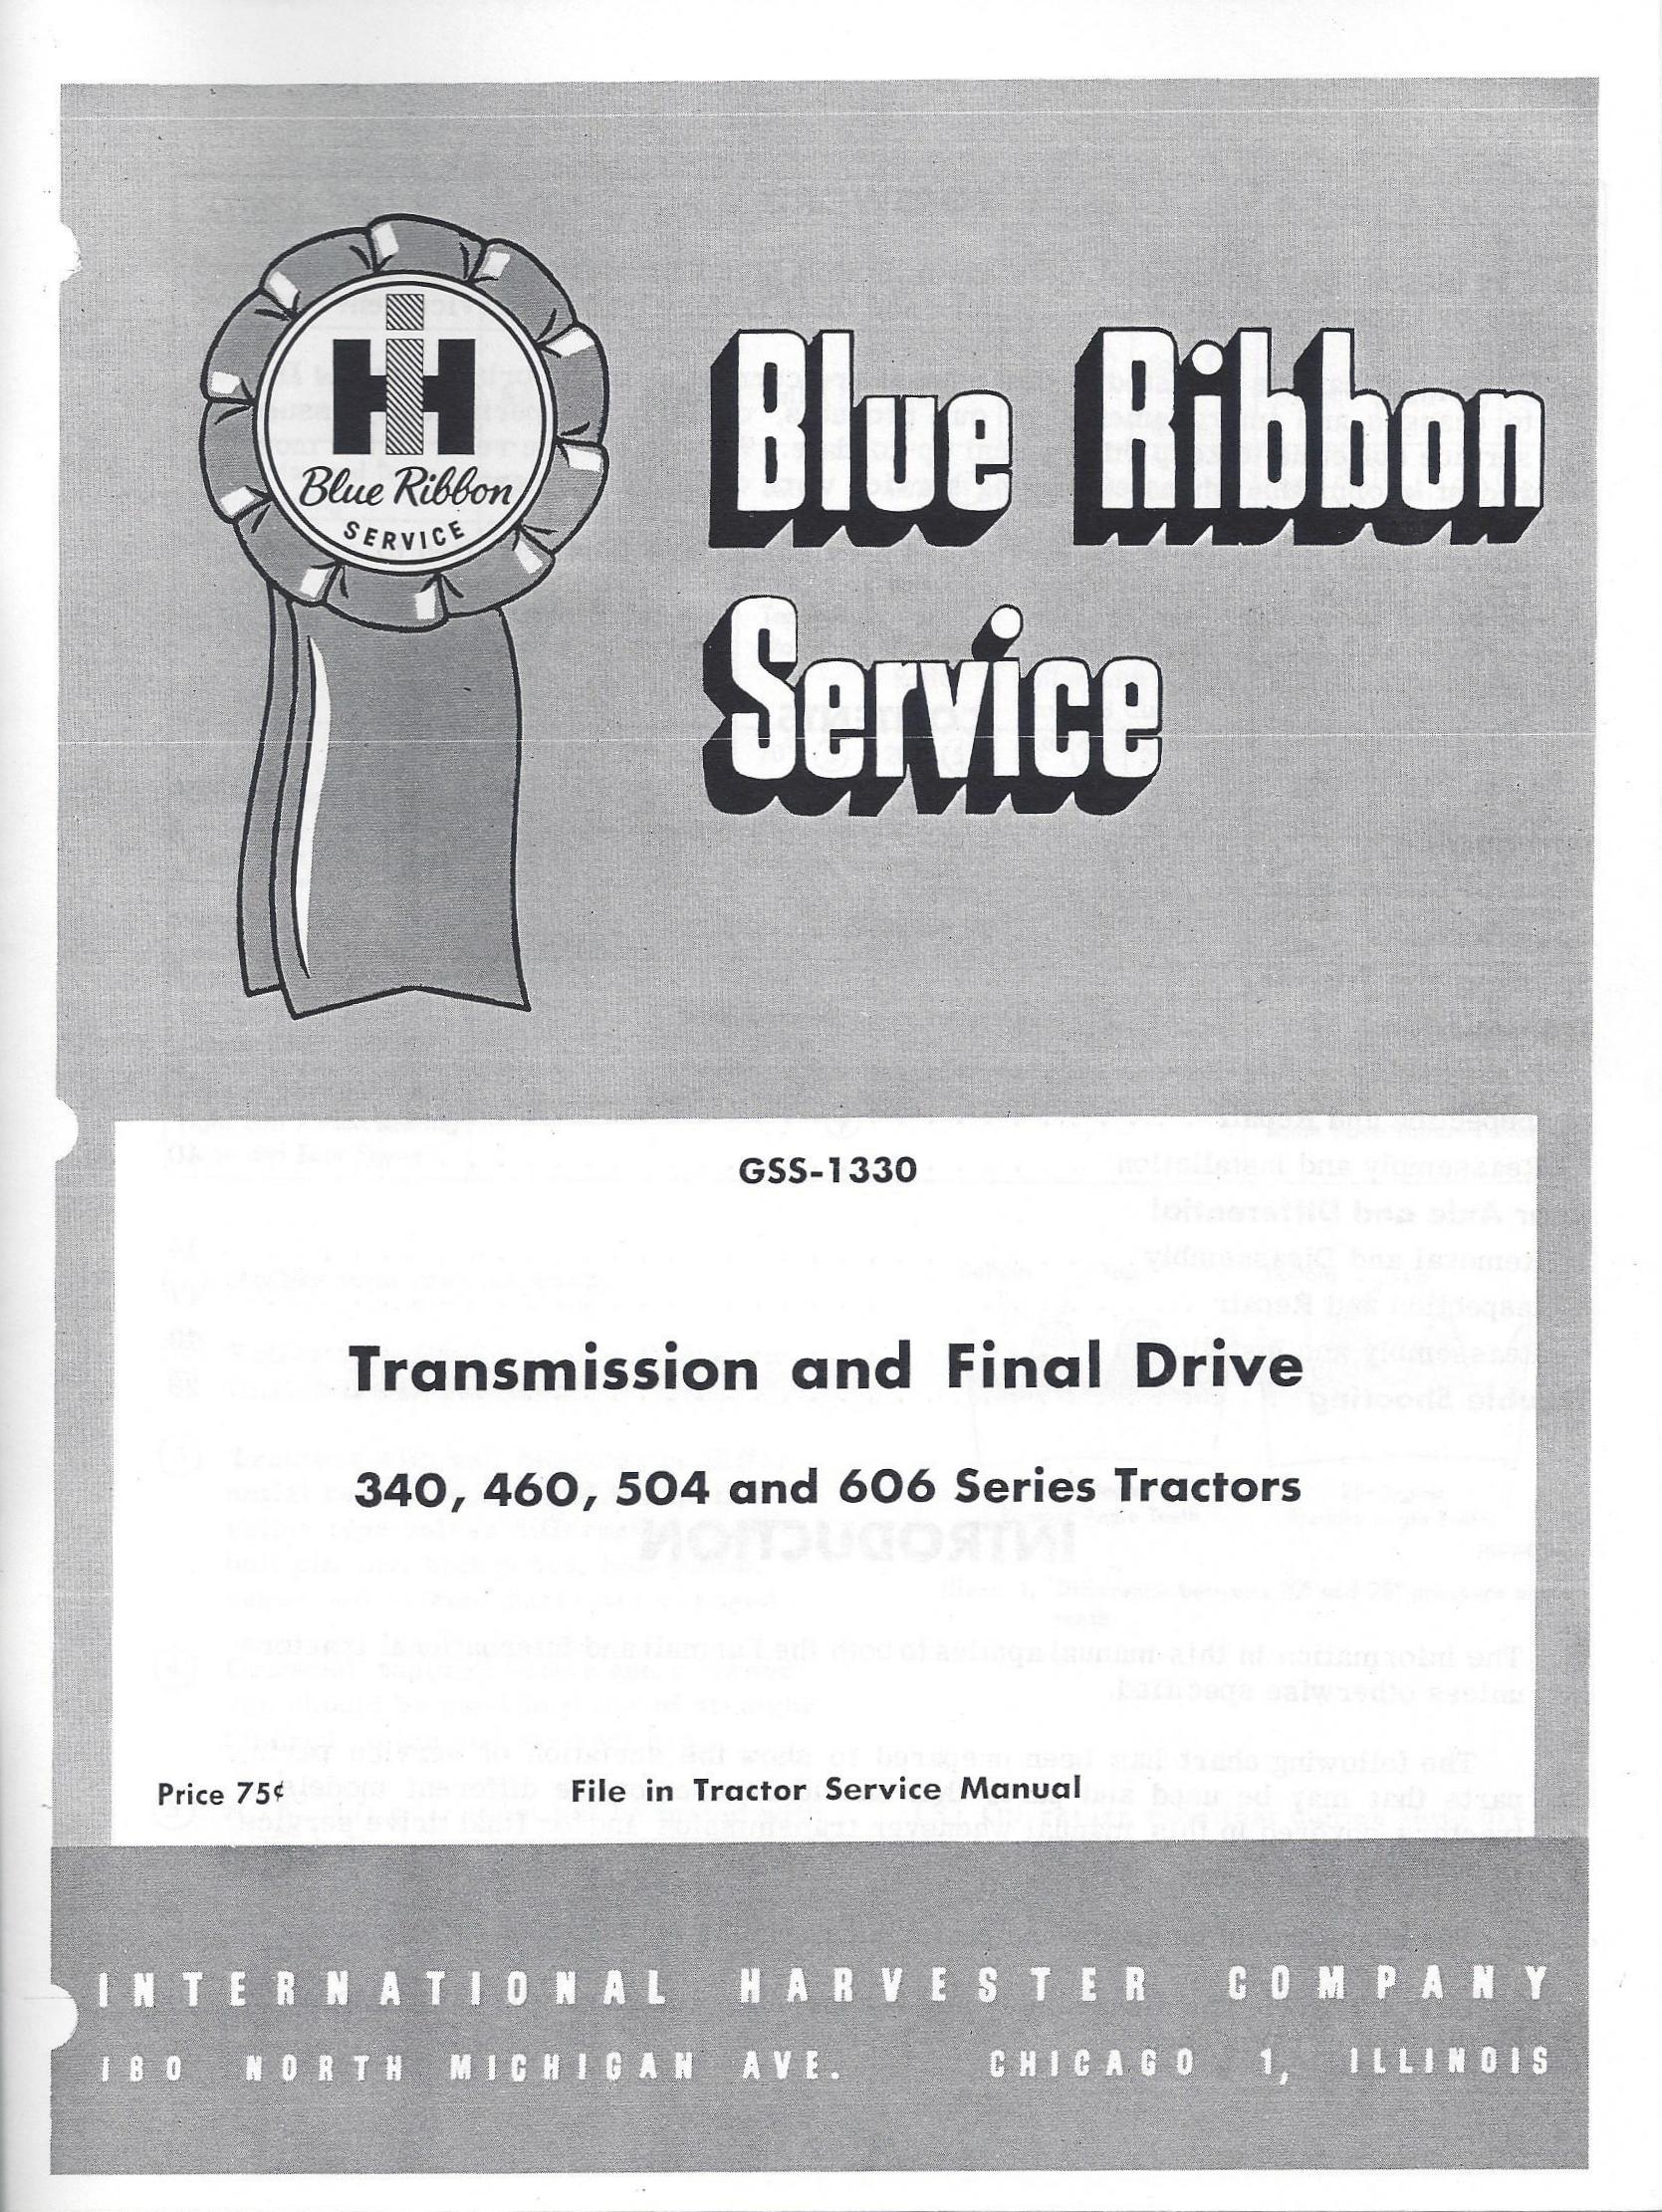 IH
Blue Ribbon
SERVICE
Blue Ribbon
Service
GSS-1330
Transmission and Final Drive
340, 460, 504 and 606 Series Tractors
Price 75¢ File in Tractor Service Manual
INTERNATIONAL HARVESTER COMPANY
180 NORTH MICHIGAN AVE. CHICAGO 1, ILLINOIS